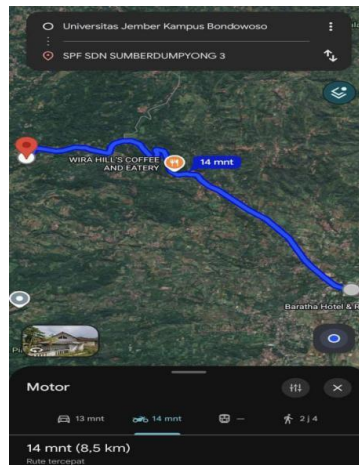 Universitas Jember Kampus Bondowoso
SPF SDN SUMBERDUMPYONG 3
WIRA HILL'S COFFEE
AND EATERY
14 mnt
Baratha Hotel & R
Motor
13 mnt
14 mnt
—
2 j 4
14 mnt (8,5 km)
Rute tercepat